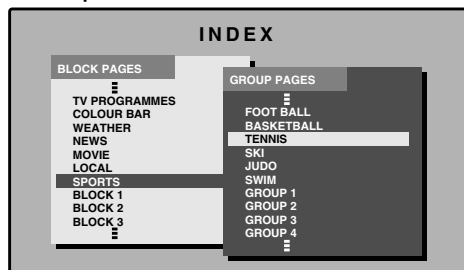 INDEX
BLOCK PAGES
TV PROGRAMMES
COLOUR BAR
WEATHER
NEWS
MOVIE
LOCAL
SPORTS
BLOCK 1
BLOCK 2
BLOCK 3
GROUP PAGES
FOOT BALL
BASKETBALL
TENNIS
SKI
JUDO
SWIM
GROUP 1
GROUP 2
GROUP 3
GROUP 4